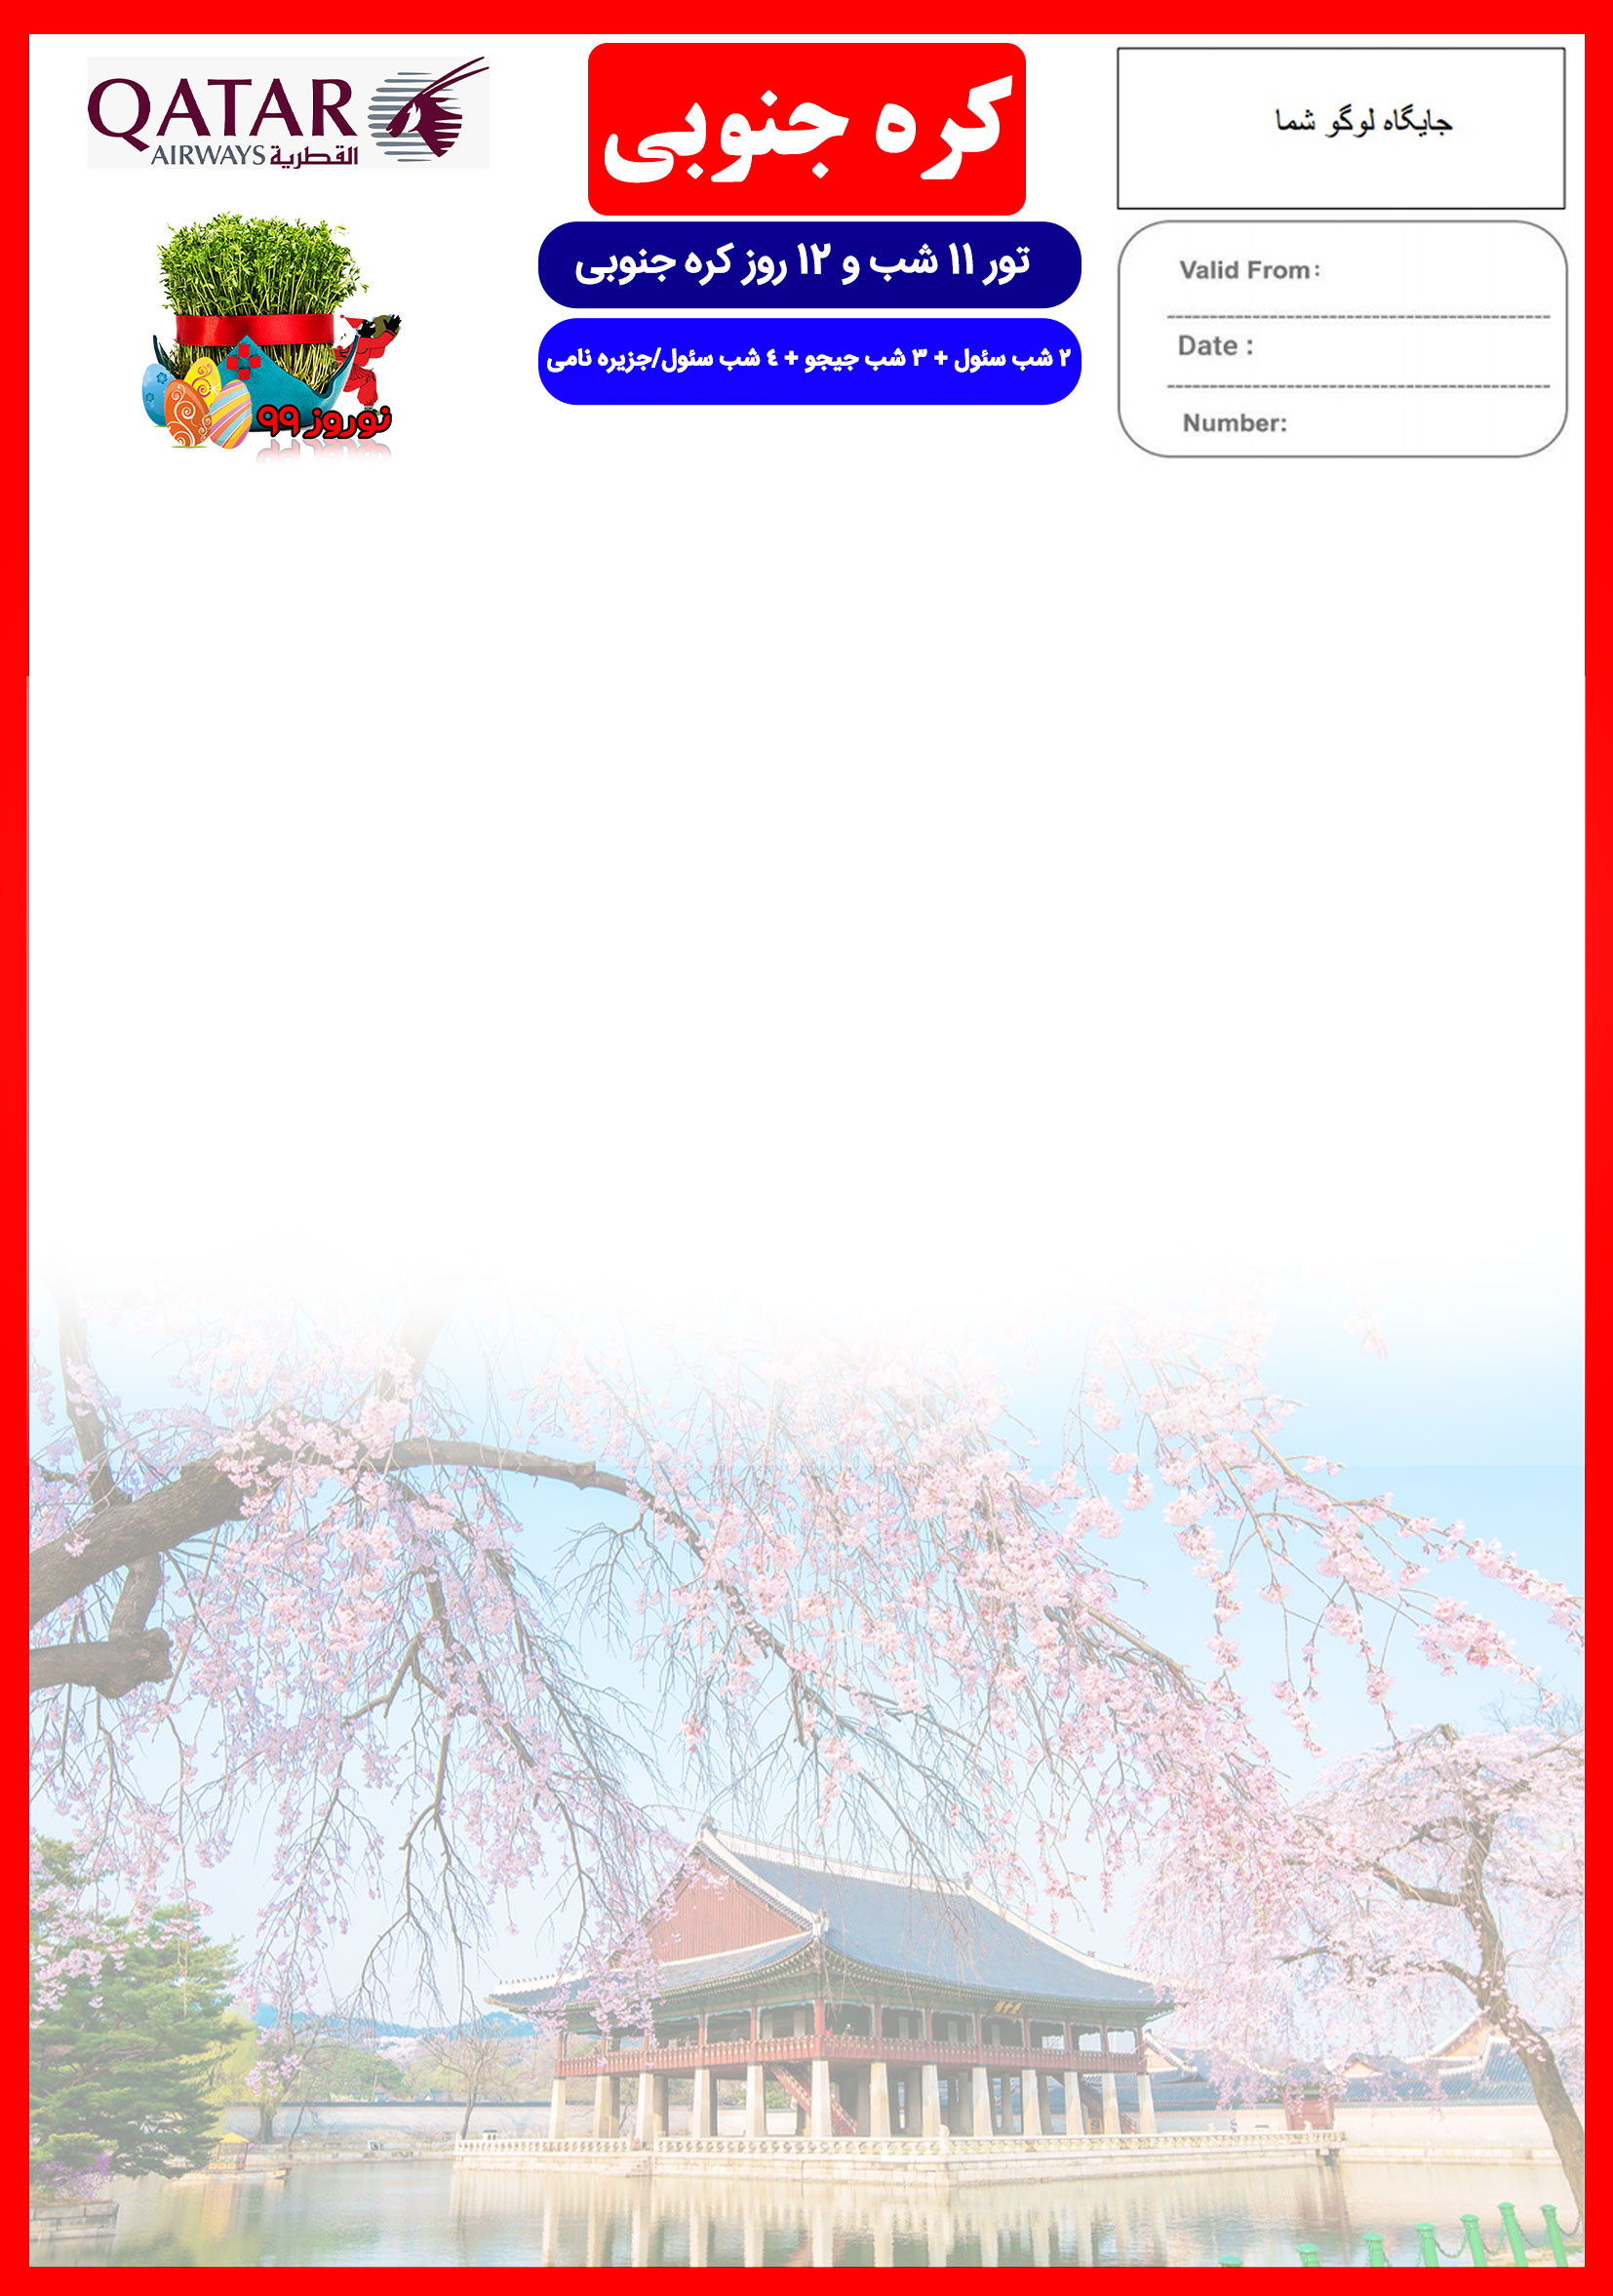 QATAR
AIRWAYS القطرية
کره جنوبی
جایگاه لوگو شما
تور ۱۱ شب و ۱۲ روز کره جنوبی
۲ شب سئول + ۳ شب جیجو + ٤ شب سئول/جزیره نامی
Valid From:
Date :
Number:
نوروز ۹۹